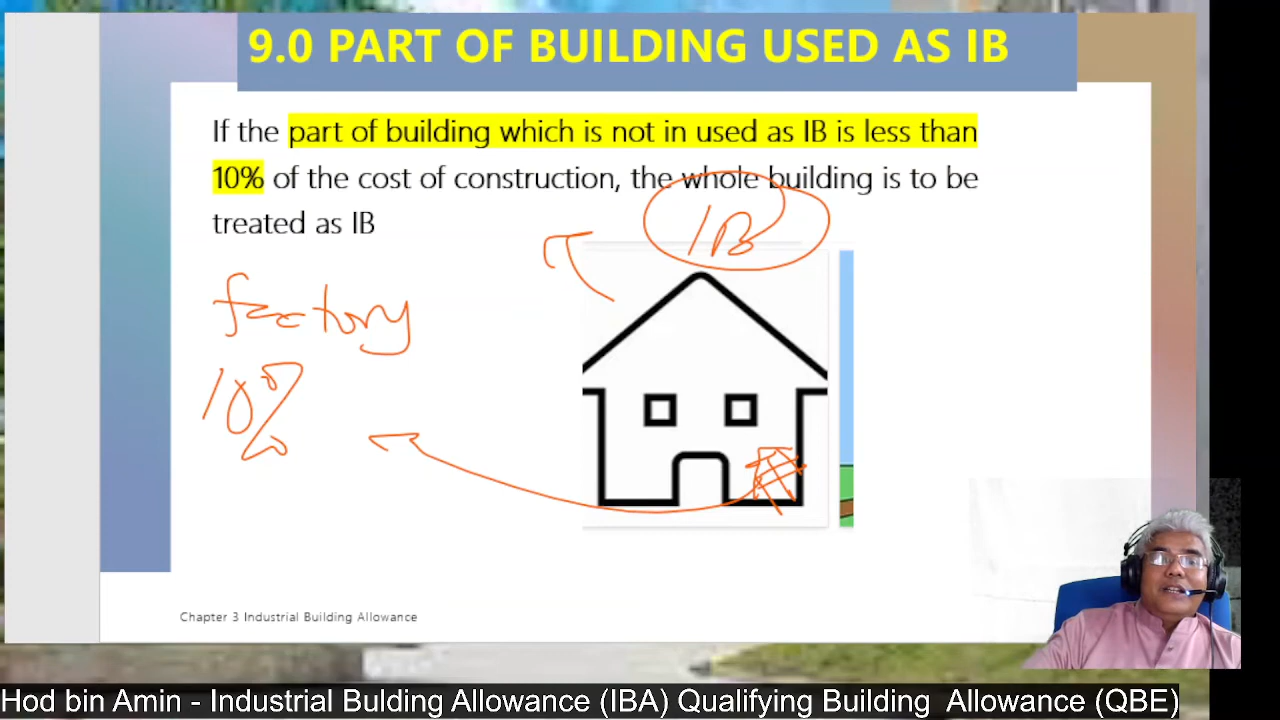 9.0 PART OF BUILDING USED AS IB
If the part of building which is not in used as IB is less than
10% of the cost of construction, the whole building is to be
treated as IB
IB
factory
10%
Chapter 3 Industrial Building Allowance
Hod bin Amin - Industrial Bulding Allowance (IBA) Qualifying Building Allowance (QBE)